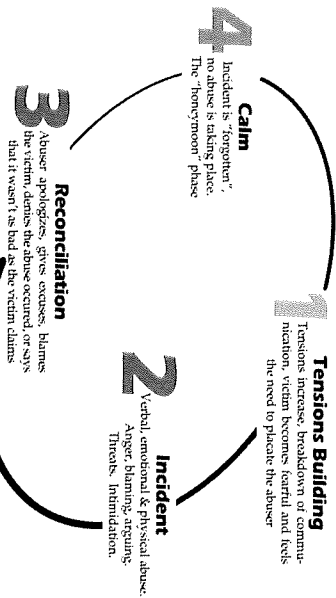 1
Tensions Building
Tensions increase, breakdown of commu-
nication, victim becomes fearful and feels
the need to placate the abuser
2
Incident
Verbal, emotional & physical abuse.
Anger, blaming, arguing.
Threats. Intimidation.
3
Reconciliation
Abuser apologizes, gives excuses, blames
the victim, denies the abuse occured, or says
that it wasn't as bad as the victim claims
4
Calm
Incident is "forgotten",
no abuse is taking place.
The "honeymoon" phase